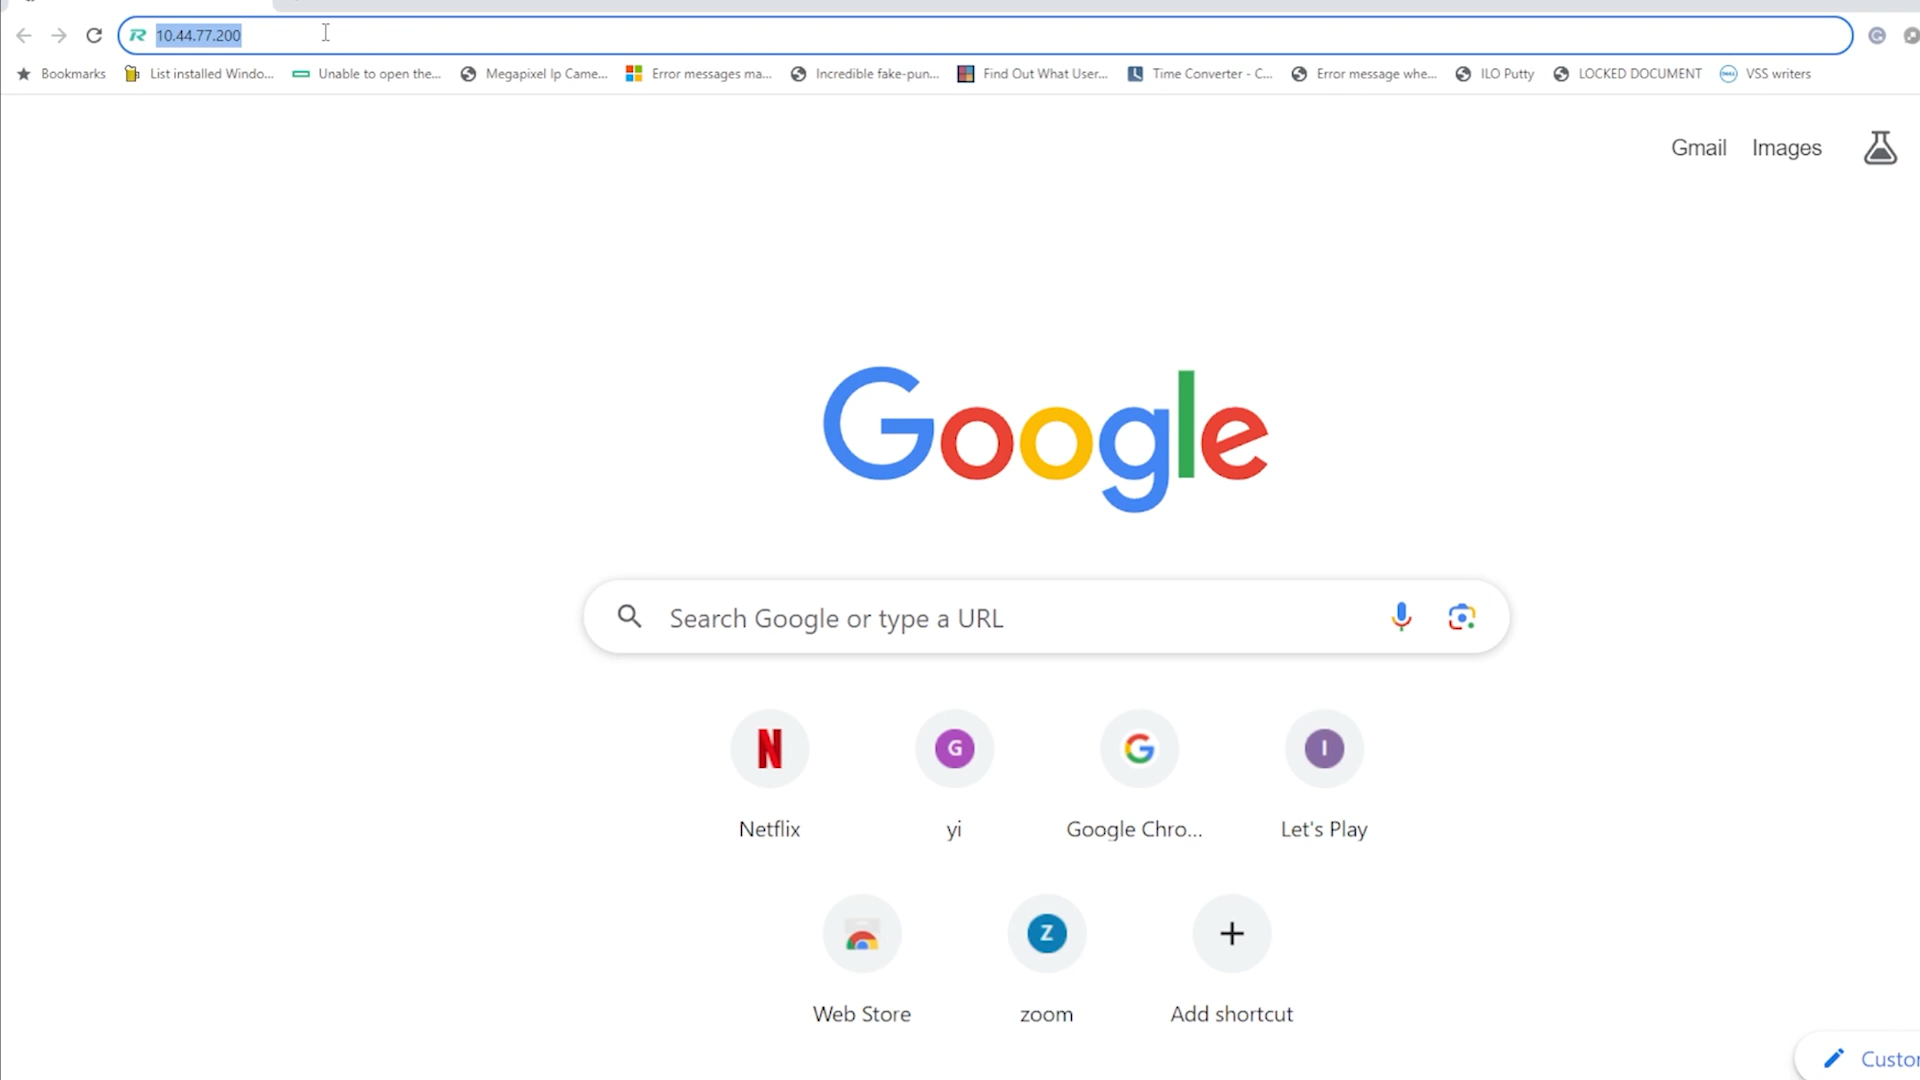 10.44.77.200
Bookmarks List installed Windo... Unable to open the... Megapixel Ip Came... Error messages ma... Incredible fake-pun... Find Out What User... Time Converter - C... Error message whe... ILO Putty LOCKED DOCUMENT VSS writers
Gmail Images
Google
Search Google or type a URL
N G I
Netflix yi Google Chro... Let's Play
Z
Web Store zoom Add shortcut
Custor